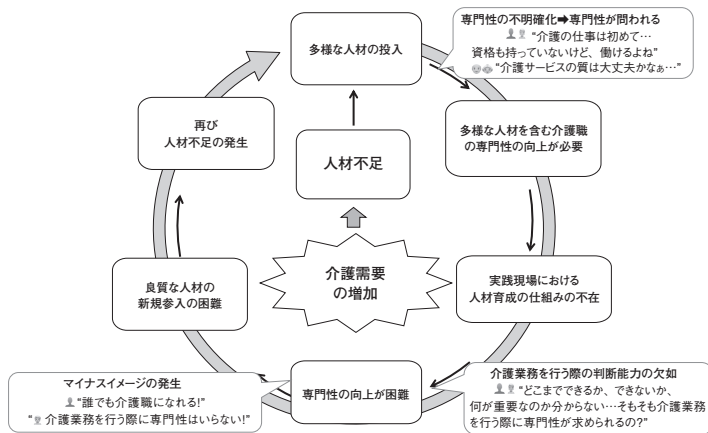 専門性の不明確化➡専門性が問われる
“介護の仕事は初めて…
資格も持っていないけど、働けるよね”
“介護サービスの質は大丈夫かなぁ…”
多様な人材の投入
多様な人材を含む介護職
の専門性の向上が必要
実践現場における
人材育成の仕組みの不在
介護業務を行う際の判断能力の欠如
“どこまでできるか、できないか、
何が重要なのか分からない…そもそも介護業務
を行う際に専門性が求められるの?”
専門性の向上が困難
マイナスイメージの発生
“誰でも介護職になれる!”
“介護業務を行う際に専門性はいらない!”
良質な人材の
新規参入の困難
再び
人材不足の発生
人材不足
介護需要
の増加